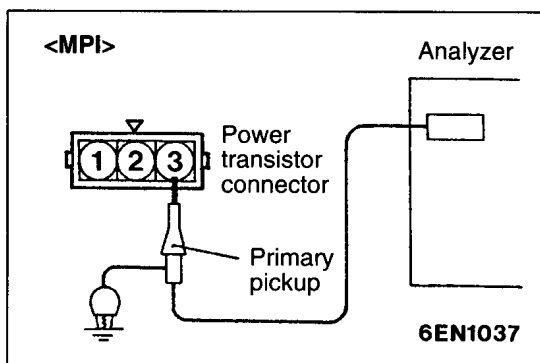 <MPI>
Analyzer
1 2 3
Power
transistor
connector
Primary
pickup
6EN1037